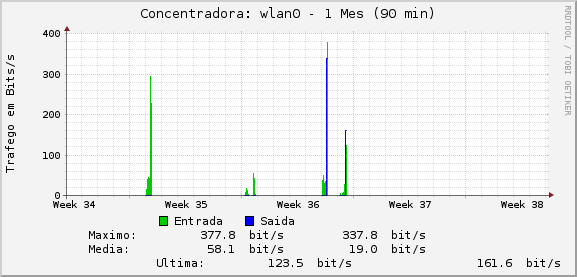 Concentradora: wlan0 - 1 Mes (90 min)
RRDTOOL / TOBI OETIKER
Trafego em Bits/s
400
300
200
100
0
Week 34 Week 35 Week 36 Week 37 Week 38
Entrada Saida
Maximo: 377.8 bit/s 337.8 bit/s
Media: 58.1 bit/s 19.0 bit/s
Ultima: 123.5 bit/s 161.6 bit/s